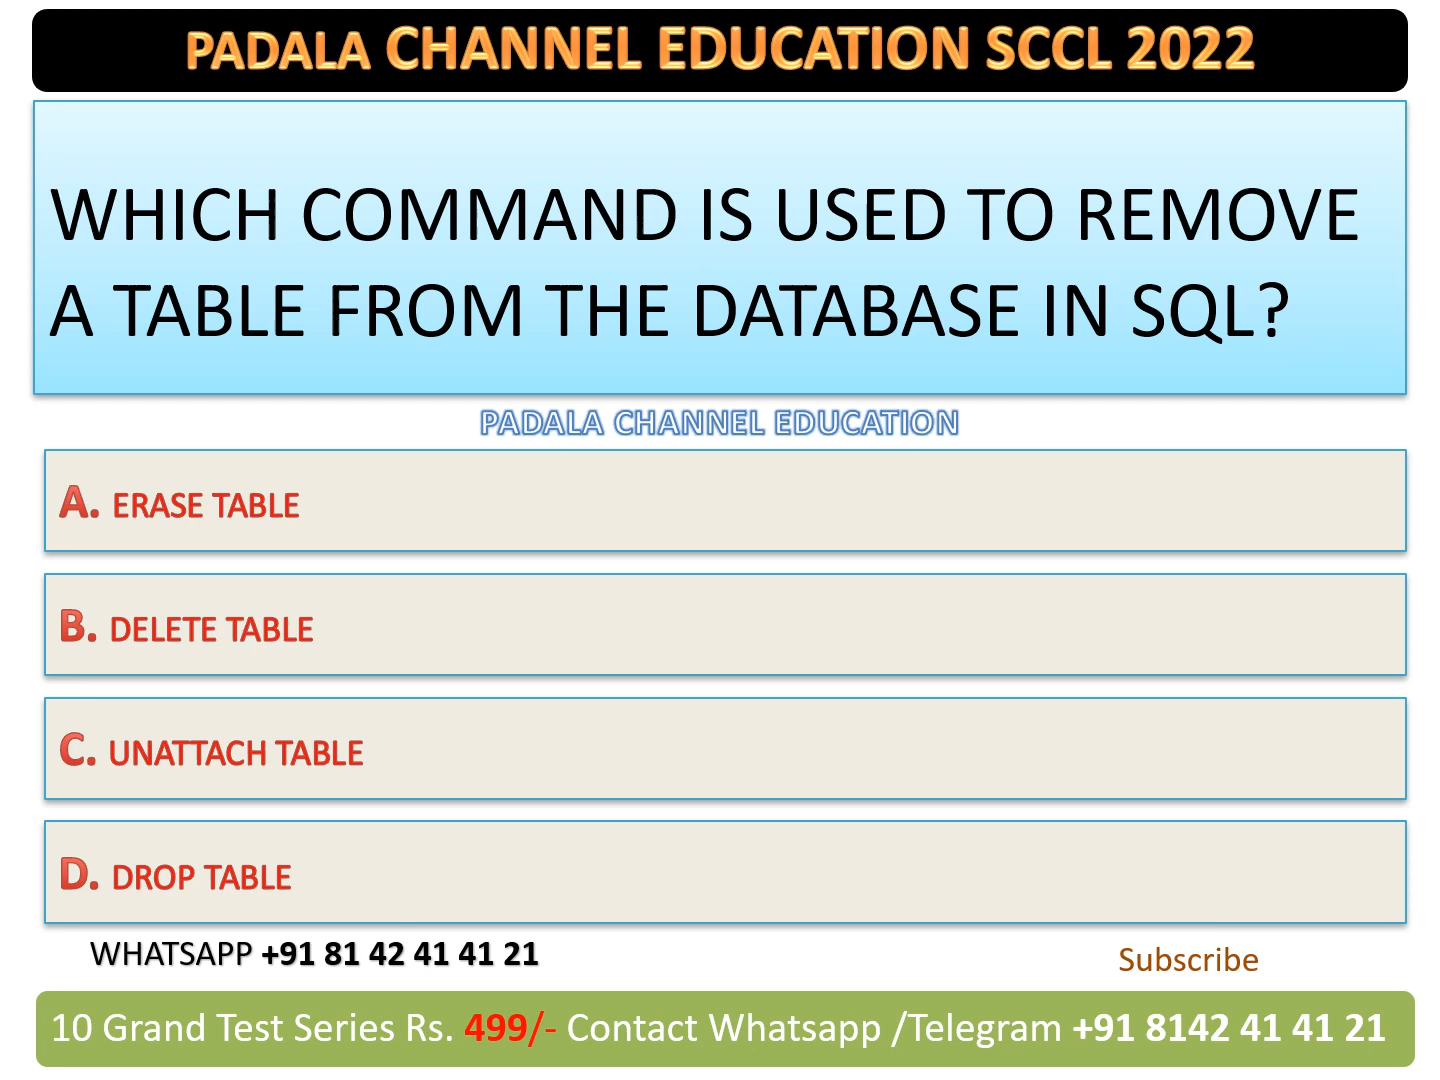 PADALA CHANNEL EDUCATION SCCL 2022
WHICH COMMAND IS USED TO REMOVE
A TABLE FROM THE DATABASE IN SQL?
PADALA CHANNEL EDUCATION
A. ERASE TABLE
B. DELETE TABLE
C. UNATTACH TABLE
D. DROP TABLE
WHATSAPP +91 81 42 41 41 21
Subscribe
10 Grand Test Series Rs. 499/- Contact Whatsapp /Telegram +91 8142 41 41 21